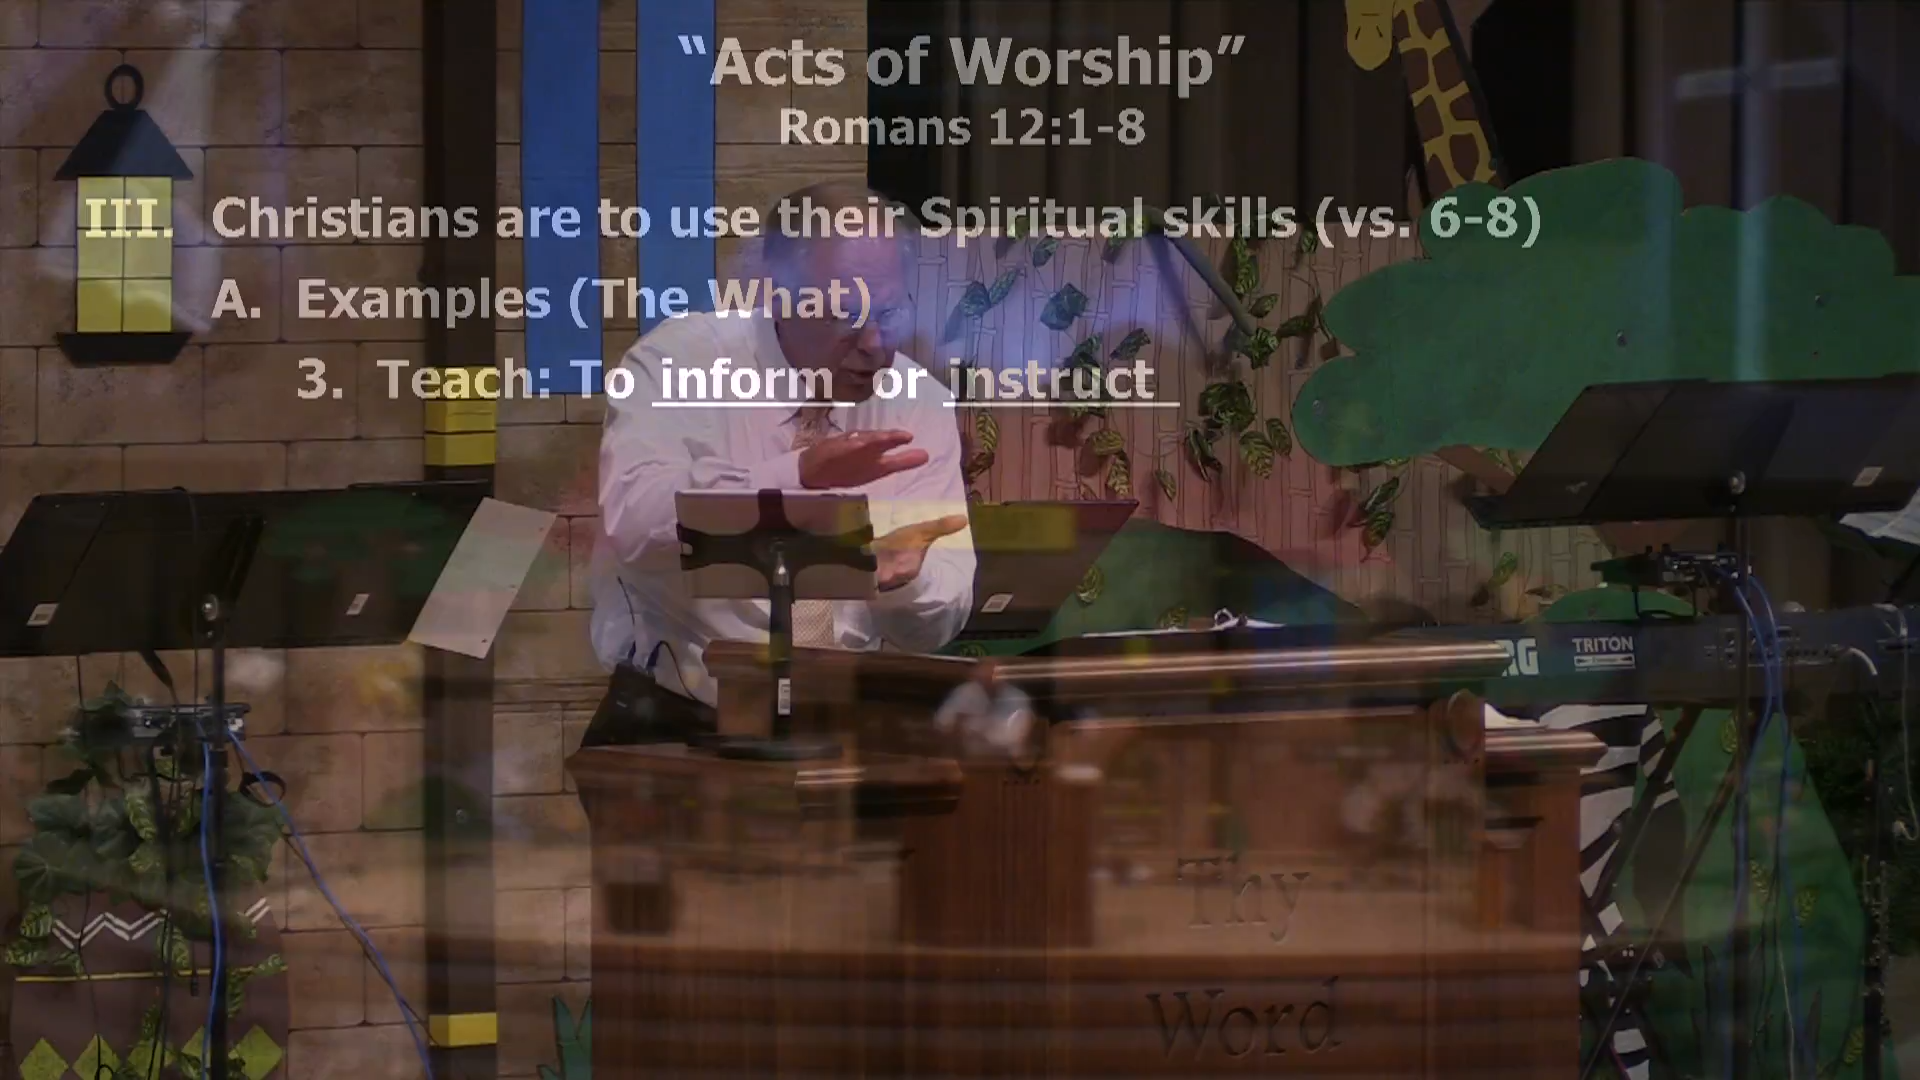 “Acts of Worship”
Romans 12:1-8
III. Christians are to use their Spiritual skills (vs. 6-8)
A. Examples (The What)
3. Teach: To inform or instruct
RG
TRITON
Thy
Word